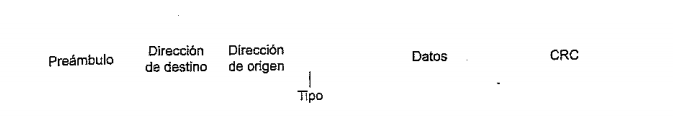 Preámbulo
Dirección
de destino
Dirección
de origen
Tipo
Datos
CRC